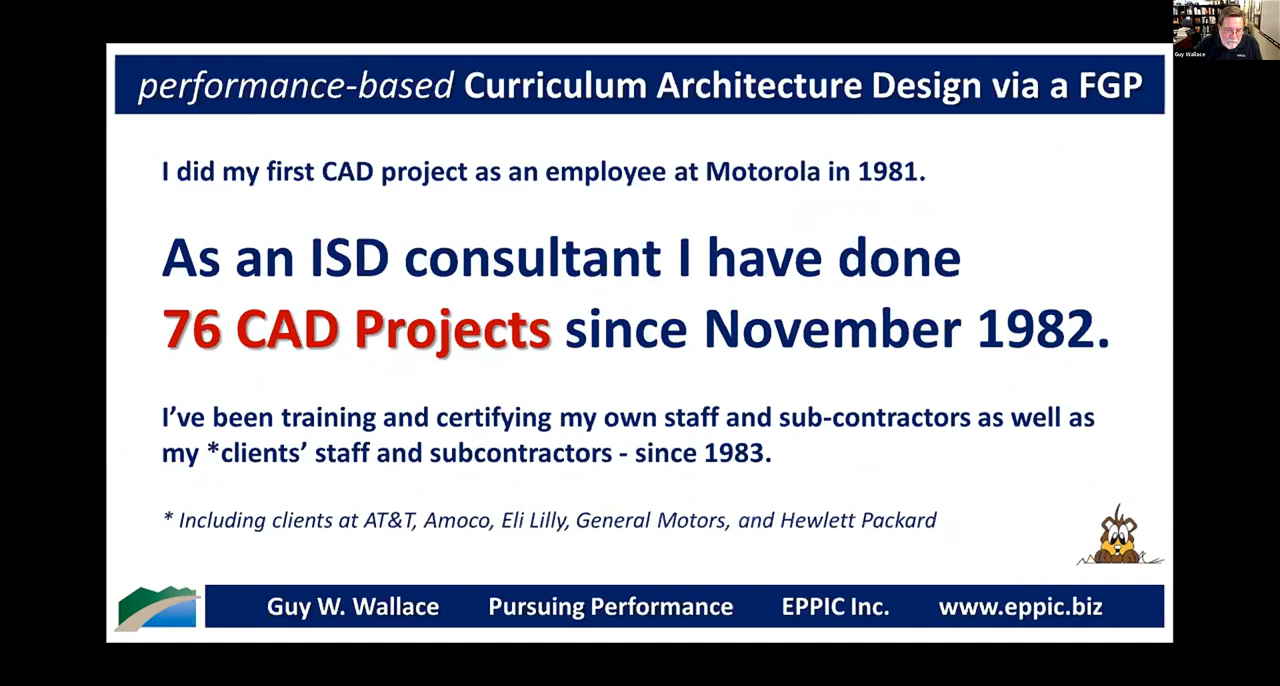 Guy Wallace
performance-based Curriculum Architecture Design via a FGP
I did my first CAD project as an employee at Motorola in 1981.
As an ISD consultant I have done
76 CAD Projects since November 1982.
I’ve been training and certifying my own staff and sub-contractors as well as
my *clients’ staff and subcontractors - since 1983.
* Including clients at AT&T, Amoco, Eli Lilly, General Motors, and Hewlett Packard
Guy W. Wallace Pursuing Performance EPPIC Inc. www.eppic.biz